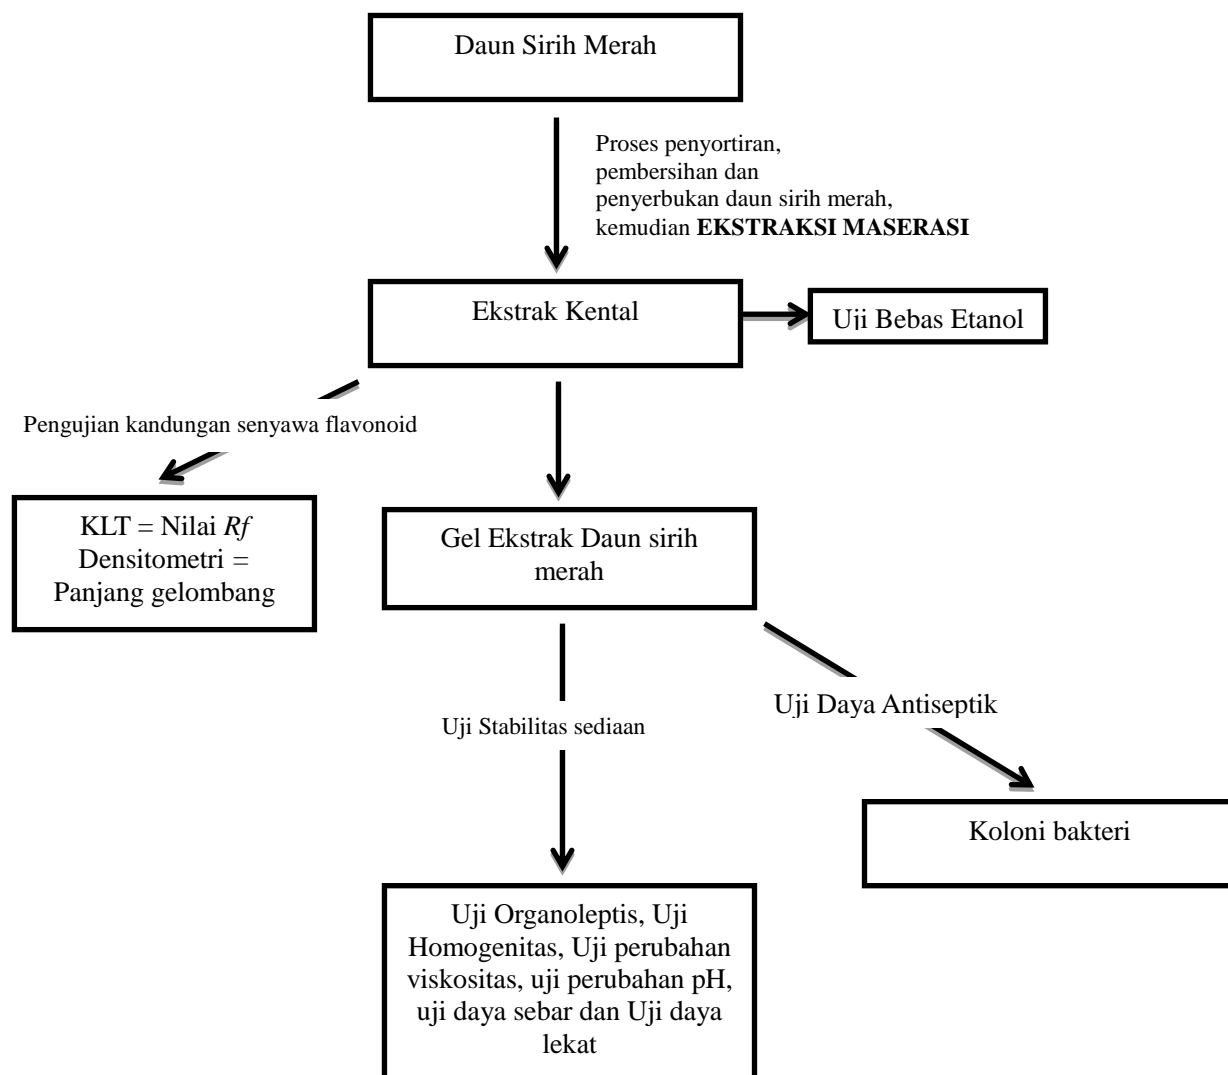 Daun Sirih Merah
Proses penyortiran,
pembersihan dan
penyerbukan daun sirih merah,
kemudian EKSTRAKSI MASERASI
Ekstrak Kental
Uji Bebas Etanol
Pengujian kandungan senyawa flavonoid
KLT = Nilai Rf
Densitometri =
Panjang gelombang
Gel Ekstrak Daun sirih
merah
Uji Daya Antiseptik
Uji Stabilitas sediaan
Koloni bakteri
Uji Organoleptis, Uji
Homogenitas, Uji perubahan
viskositas, uji perubahan pH,
uji daya sebar dan Uji daya
lekat